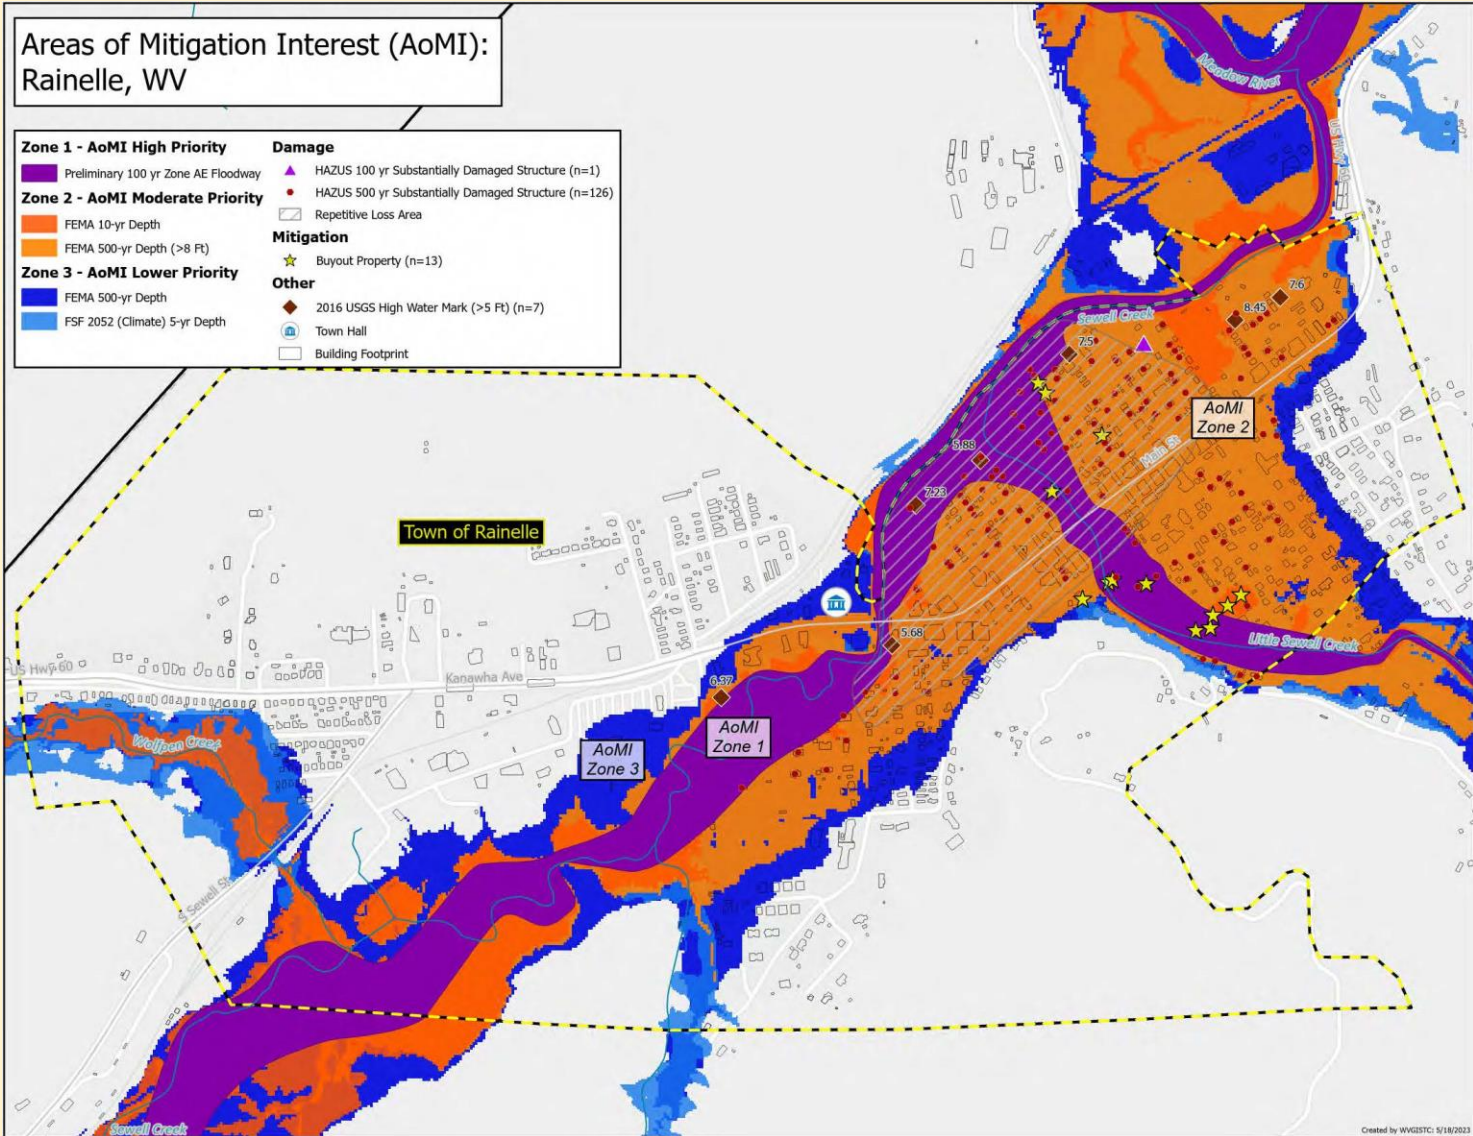 Areas of Mitigation Interest (AoMI):
Rainelle, WV
Zone 1 - AoMI High Priority
Preliminary 100 yr Zone AE Floodway
Zone 2 - AoMI Moderate Priority
FEMA 10-yr Depth
FEMA 500-yr Depth (>8 Ft)
Zone 3 - AoMI Lower Priority
FEMA 500-yr Depth
FSF 2052 (Climate) 5-yr Depth
Damage
HAZUS 100 yr Substantially Damaged Structure (n=1)
HAZUS 500 yr Substantially Damaged Structure (n=126)
Repetitive Loss Area
Mitigation
Buyout Property (n=13)
Other
2016 USGS High Water Mark (>5 Ft) (n=7)
Town Hall
Building Footprint
Meadow River
US Hwy
7.6
8.45
Sewell Creek
7.5
AoMI
Zone 2
Main St
5.88
7.23
Town of Rainelle
5.68
Little Sewell Creek
US Hwy 60
Kanawha Ave
6.37
AoMI
Zone 1
Wolfpen Creek
AoMI
Zone 3
S Sewell St
Sewell Creek
Created by WVGISTC: 5/18/2023